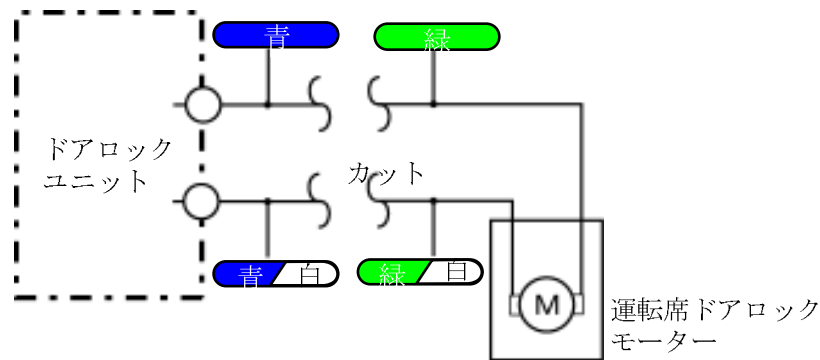 青
緑
ドアロック
ユニット
カット
青 白
緑 白
M
運転席ドアロック
モーター